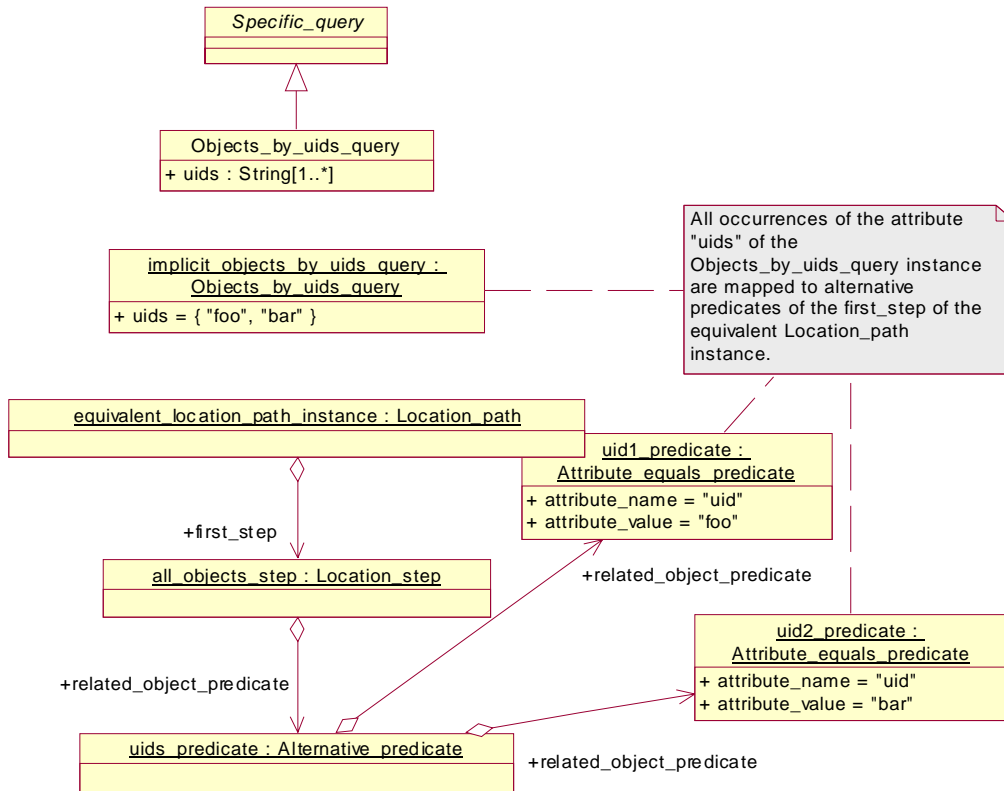 Specific_query
Objects_by_uids_query
+ uids : String[1..*]
All occurrences of the attribute
"uids" of the
Objects_by_uids_query instance
are mapped to alternative
predicates of the first_step of the
equivalent Location_path
instance.
implicit_objects_by_uids_query :
Objects_by_uids_query
+ uids = { "foo", "bar" }
equivalent_location_path_instance : Location_path
uid1_predicate :
Attribute_equals_predicate
+ attribute_name = "uid"
+ attribute_value = "foo"
+first_step
all_objects_step : Location_step
+related_object_predicate
uid2_predicate :
Attribute_equals_predicate
+ attribute_name = "uid"
+ attribute_value = "bar"
+related_object_predicate
uids_predicate : Alternative_predicate
+related_object_predicate